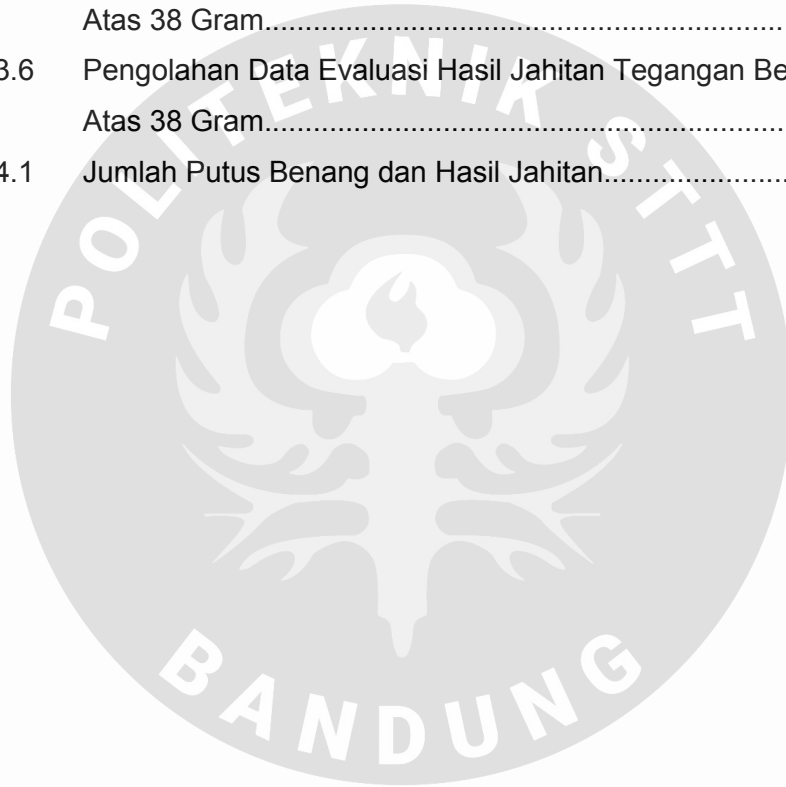 Atas 38 Gram......................................................................
3.6 Pengolahan Data Evaluasi Hasil Jahitan Tegangan Be
Atas 38 Gram......................................................................
4.1 Jumlah Putus Benang dan Hasil Jahitan.......................
POLITEKNIK STTT
BANDUNG